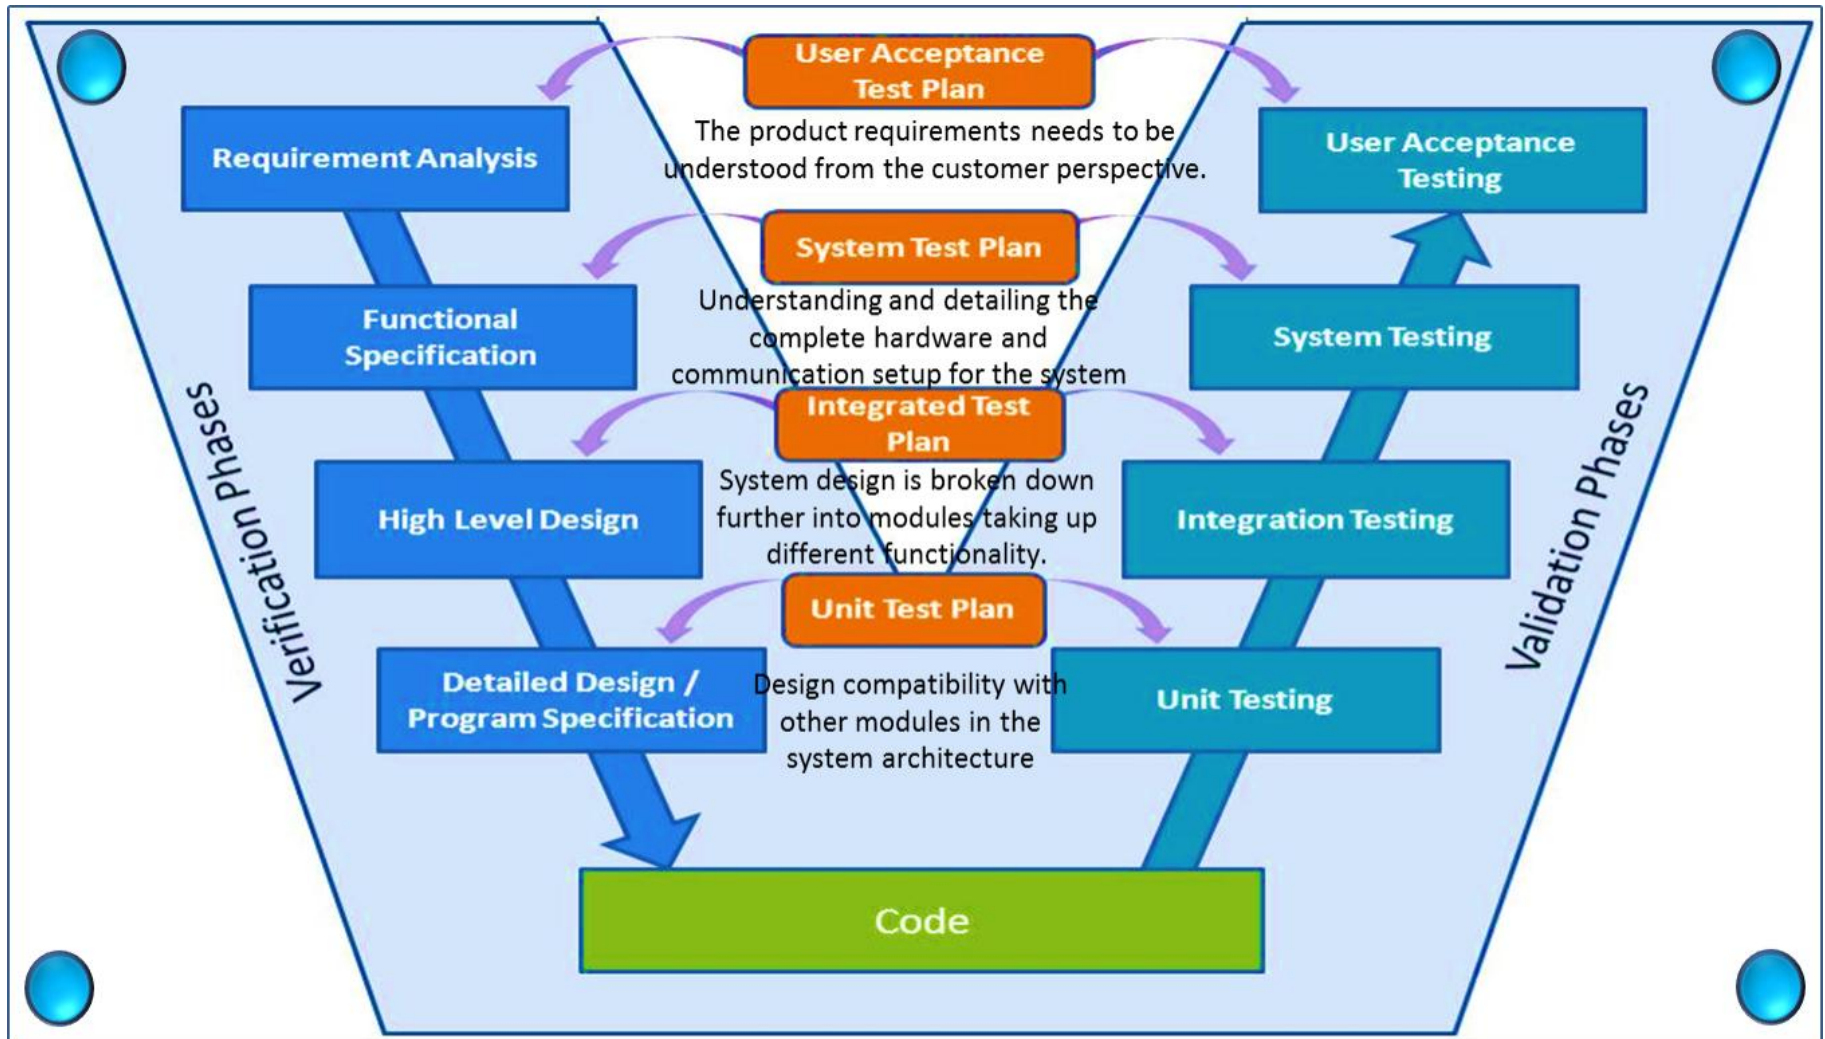 User Acceptance
Test Plan
The product requirements needs to be
understood from the customer perspective.
Requirement Analysis
User Acceptance
Testing
System Test Plan
Understanding and detailing the
complete hardware and
communication setup for the system
Functional
Specification
System Testing
Integrated Test
Plan
System design is broken down
further into modules taking up
different functionality.
High Level Design
Integration Testing
Verification Phases
Validation Phases
Unit Test Plan
Design compatibility with
other modules in the
system architecture
Detailed Design /
Program Specification
Unit Testing
Code